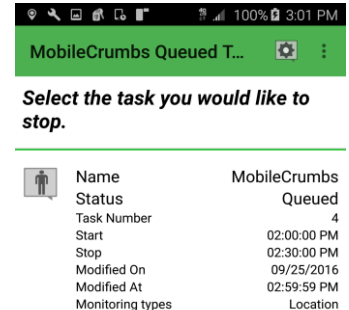 100% 3:01 PM
MobileCrumbs Queued T...
Select the task you would like to
stop.
Name MobileCrumbs
Status Queued
Task Number 4
Start 02:00:00 PM
Stop 02:30:00 PM
Modified On 09/25/2016
Modified At 02:59:59 PM
Monitoring types Location